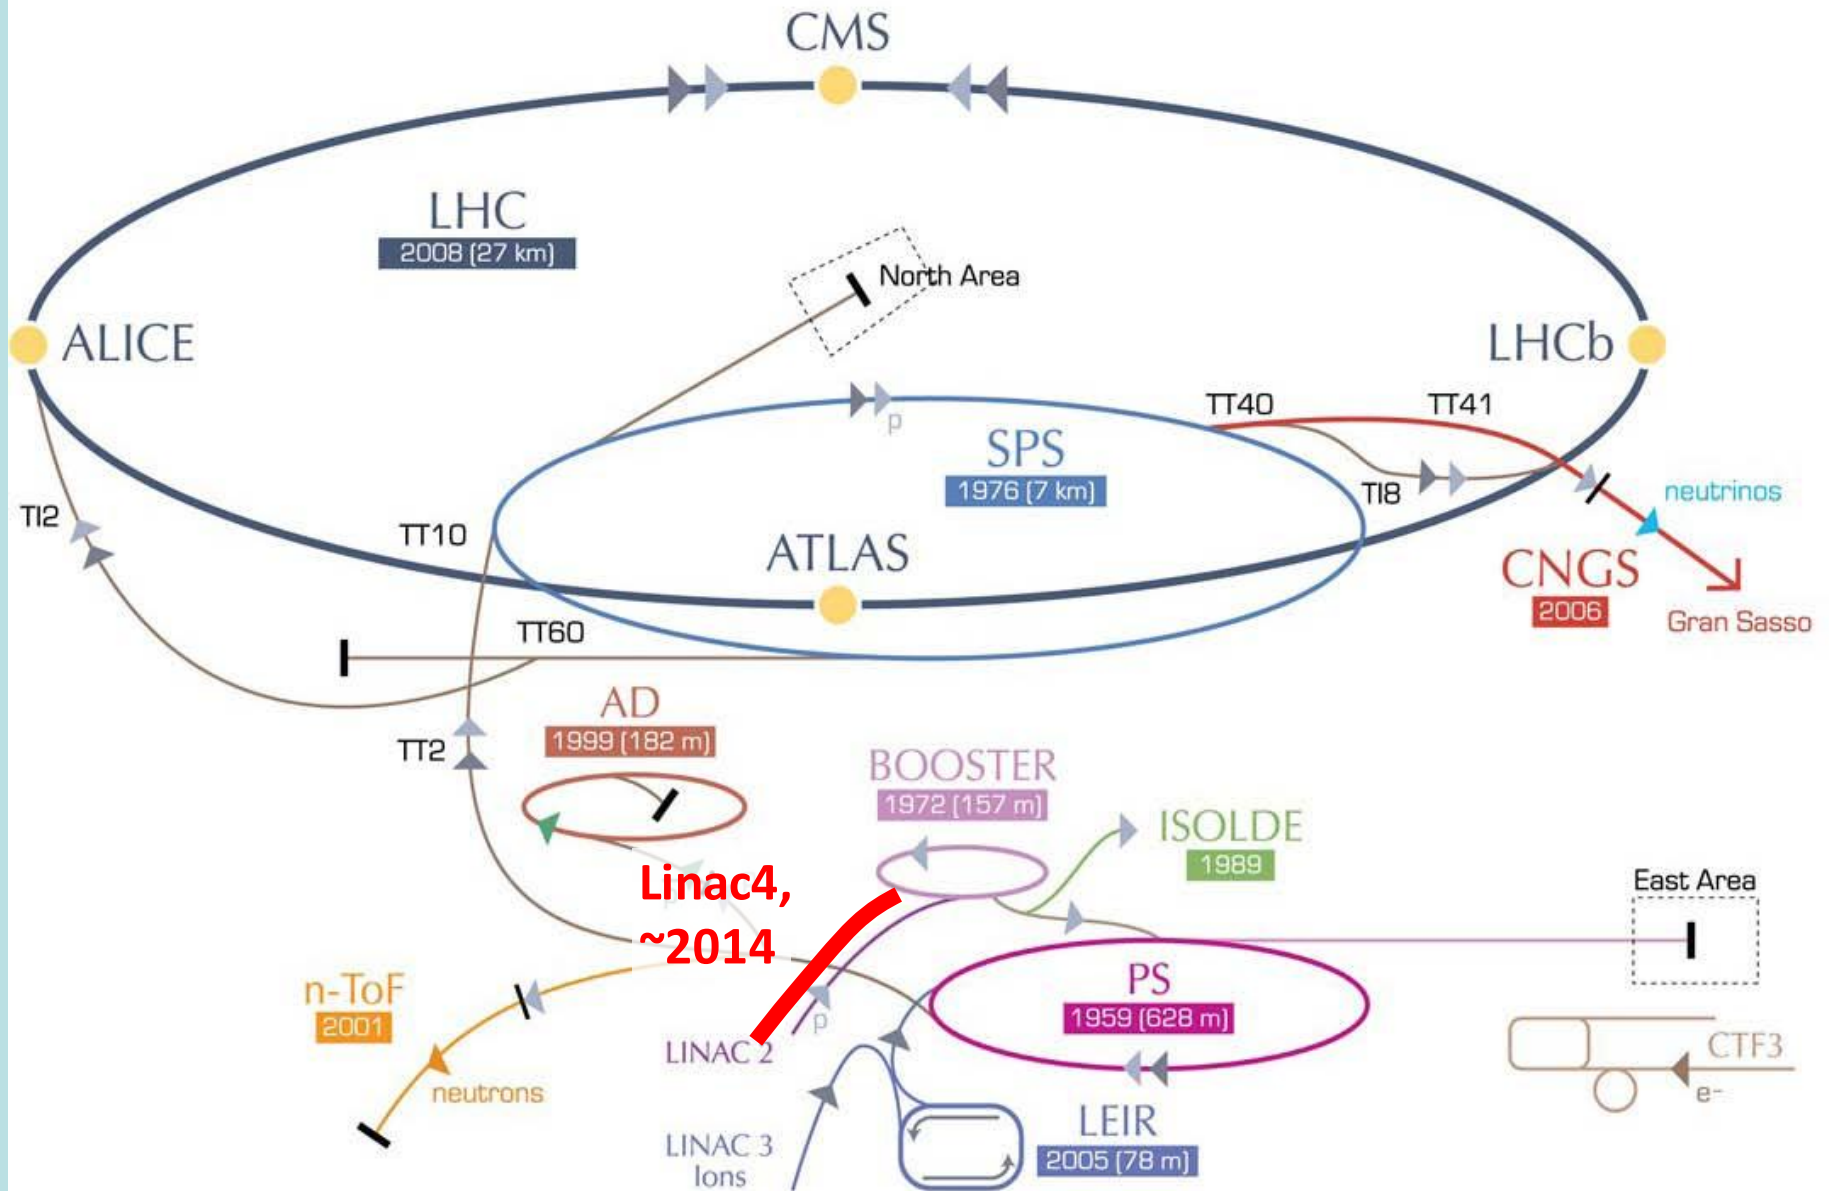 CMS
LHC
2008 (27 km)
North Area
ALICE
LHCb
TT40
TT41
p
SPS
1976 (7 km)
TI8
neutrinos
TI2
TT10
ATLAS
CNGS
2006
Gran Sasso
TT60
AD
1999 (182 m)
TT2
BOOSTER
1972 (157 m)
ISOLDE
1989
Linac4,
~2014
East Area
n-ToF
2001
p
PS
1959 (628 m)
LINAC 2
CTF3
neutrons
e-
LEIR
2005 (78 m)
LINAC 3
Ions